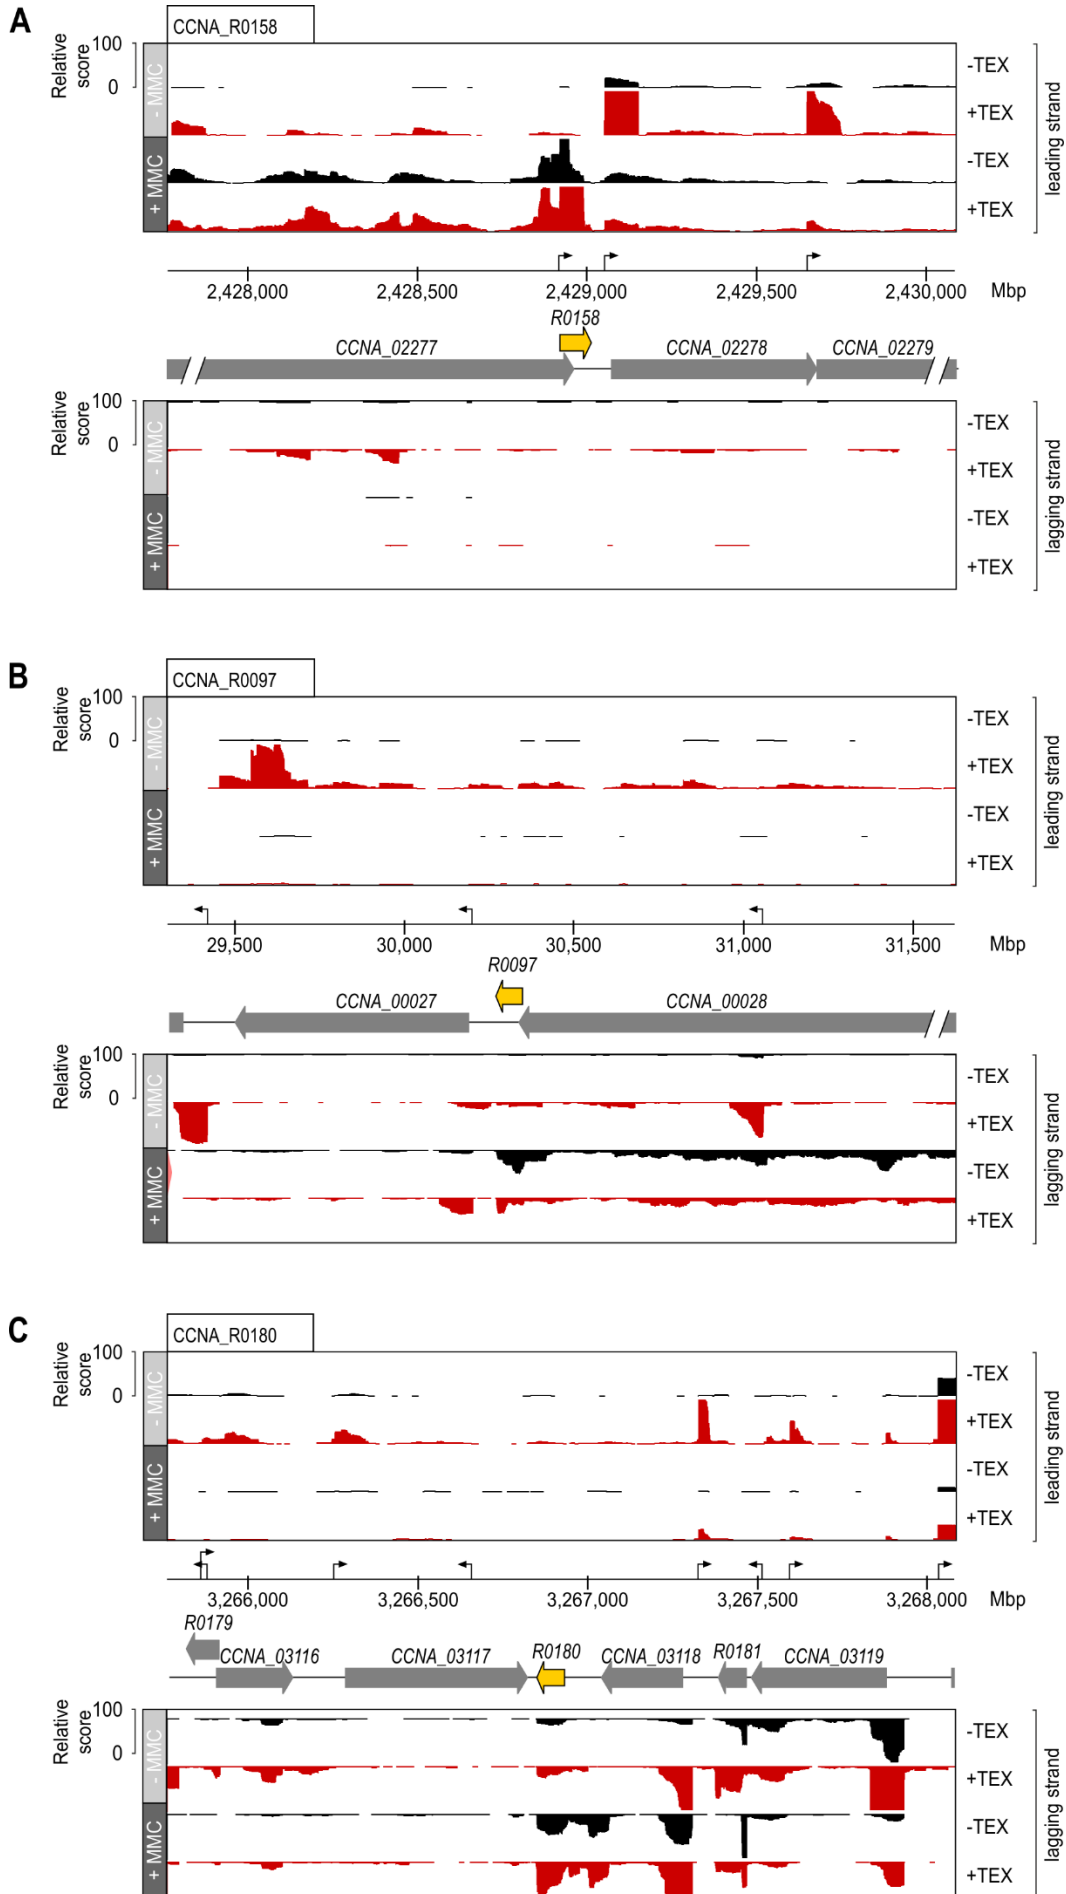 A
CCNA_R0158
Relative score
100
0
- MMC
+ MMC
-TEX
+TEX
-TEX
+TEX
leading strand
2,428,000 2,428,500 2,429,000 2,429,500 2,430,000 Mbp
R0158
CCNA_02277 CCNA_02278 CCNA_02279
Relative score
100
0
- MMC
+ MMC
-TEX
+TEX
-TEX
+TEX
lagging strand
B
CCNA_R0097
Relative score
100
0
- MMC
+ MMC
-TEX
+TEX
-TEX
+TEX
leading strand
29,500 30,000 30,500 31,000 31,500 Mbp
R0097
CCNA_00027 CCNA_00028
Relative score
100
0
- MMC
+ MMC
-TEX
+TEX
-TEX
+TEX
lagging strand
C
CCNA_R0180
Relative score
100
0
- MMC
+ MMC
-TEX
+TEX
-TEX
+TEX
leading strand
3,266,000 3,266,500 3,267,000 3,267,500 3,268,000 Mbp
R0179
CCNA_03116 CCNA_03117 R0180 CCNA_03118 R0181 CCNA_03119
Relative score
100
0
- MMC
+ MMC
-TEX
+TEX
-TEX
+TEX
lagging strand